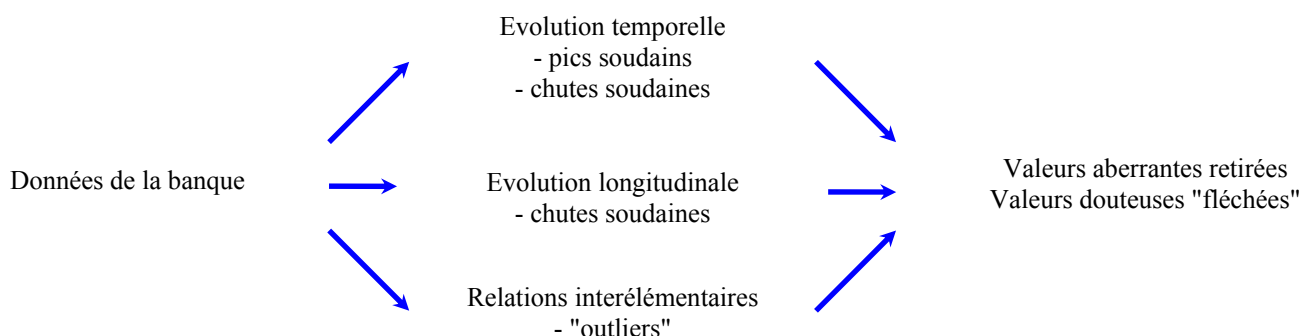 Evolution temporelle
- pics soudains
- chutes soudaines
Données de la banque
Evolution longitudinale
- chutes soudaines
Valeurs aberrantes retirées
Valeurs douteuses "fléchées"
Relations interélémentaires
- "outliers"